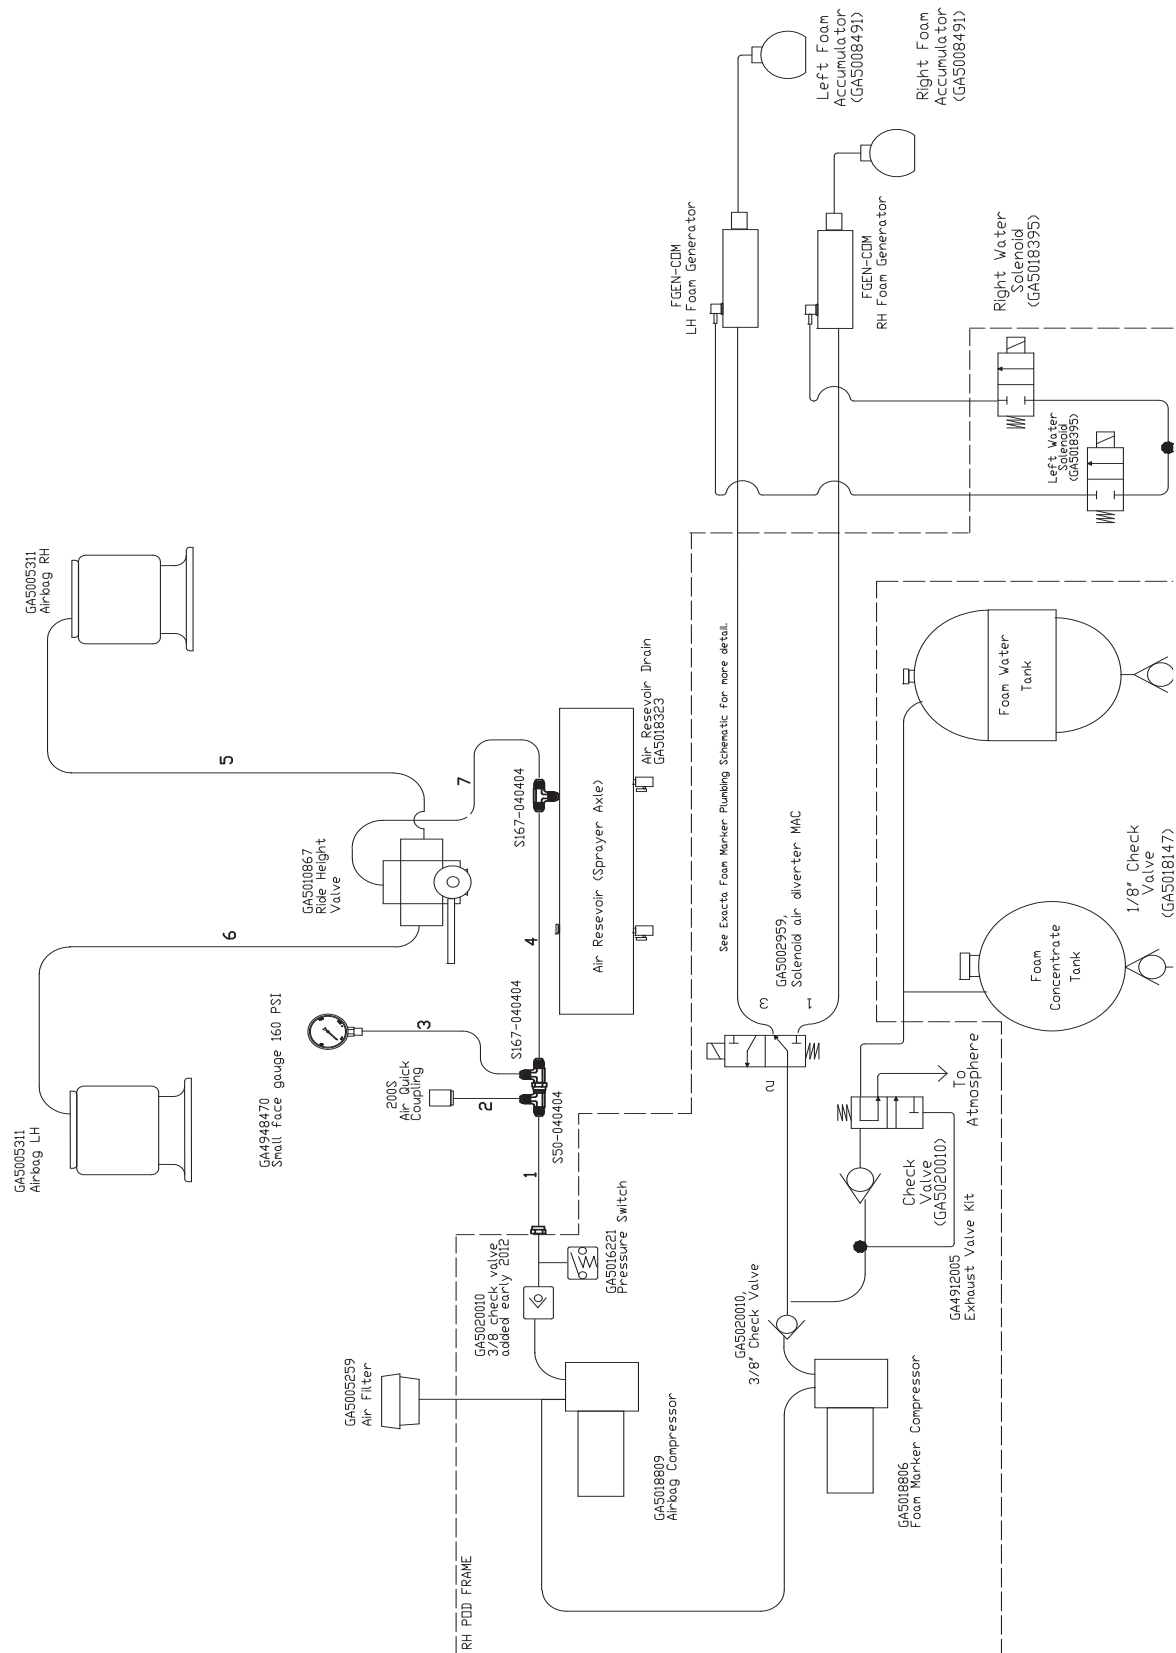 GA5005311
Airbag LH
GA5005311
Airbag RH
6
5
GA5010867
Ride Height
Valve
7
GA4948470
Small face gauge 160 PSI
3
200S
Air Quick
Coupling
2
S167-040404
4
S167-040404
S50-040404
1
Air Resevoir (Sprayer Axle)
Air Resevoir Drain
GA5018323
GA5005259
Air Filter
GA5020010
3/8 check valve
added early 2012
GA5016221
Pressure Switch
RH POD FRAME
GA5018809
Airbag Compressor
See Exacta Foam Marker Plumbing Schematic for more detail.
GA5002959,
Solenoid air diverter MAC
3
1
2
GA5020010,
3/8" Check Valve
GA5018806
Foam Marker Compressor
Check
Valve
(GA5020010)
GA4912005
Exhaust Valve Kit
To
Atmosphere
Foam
Concentrate
Tank
Foam Water
Tank
1/8" Check
Valve
(GA5018147)
FGEN-COM
LH Foam Generator
FGEN-COM
RH Foam Generator
Left Foam
Accumulator
(GA5008491)
Right Foam
Accumulator
(GA5008491)
Right Water
Solenoid
(GA5018395)
Left Water
Solenoid
(GA5018395)